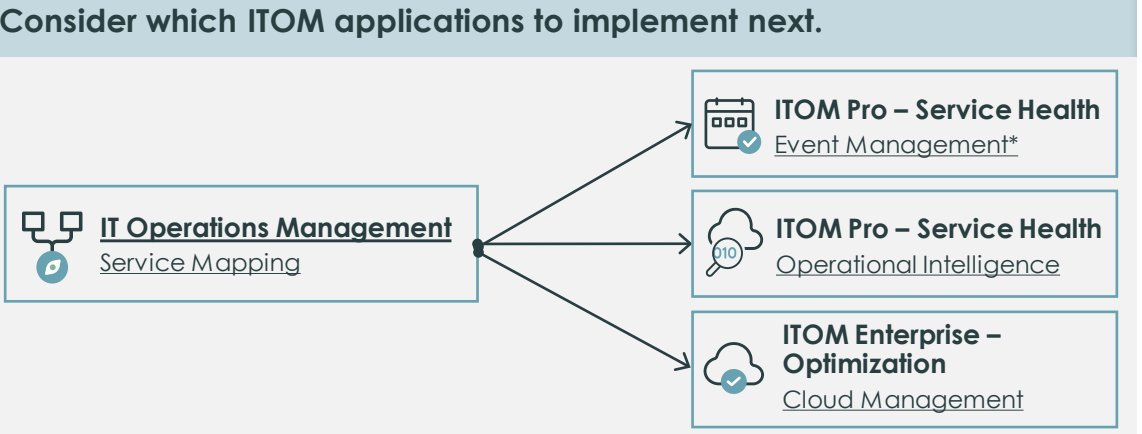 Consider which ITOM applications to implement next.
IT Operations Management
Service Mapping
ITOM Pro – Service Health
Event Management*
ITOM Pro – Service Health
010
Operational Intelligence
ITOM Enterprise –
Optimization
Cloud Management